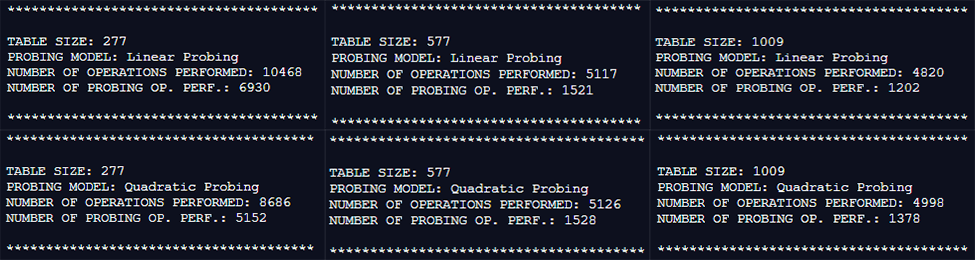 ***************************************
TABLE SIZE: 277
PROBING MODEL: Linear Probing
NUMBER OF OPERATIONS PERFORMED: 10468
NUMBER OF PROBING OP. PERF.: 6930
***************************************
***************************************
TABLE SIZE: 577
PROBING MODEL: Linear Probing
NUMBER OF OPERATIONS PERFORMED: 5117
NUMBER OF PROBING OP. PERF.: 1521
***************************************
***************************************
TABLE SIZE: 1009
PROBING MODEL: Linear Probing
NUMBER OF OPERATIONS PERFORMED: 4820
NUMBER OF PROBING OP. PERF.: 1202
***************************************
***************************************
TABLE SIZE: 277
PROBING MODEL: Quadratic Probing
NUMBER OF OPERATIONS PERFORMED: 8686
NUMBER OF PROBING OP. PERF.: 5152
***************************************
***************************************
TABLE SIZE: 577
PROBING MODEL: Quadratic Probing
NUMBER OF OPERATIONS PERFORMED: 5126
NUMBER OF PROBING OP. PERF.: 1528
***************************************
***************************************
TABLE SIZE: 1009
PROBING MODEL: Quadratic Probing
NUMBER OF OPERATIONS PERFORMED: 4998
NUMBER OF PROBING OP. PERF.: 1378
***************************************